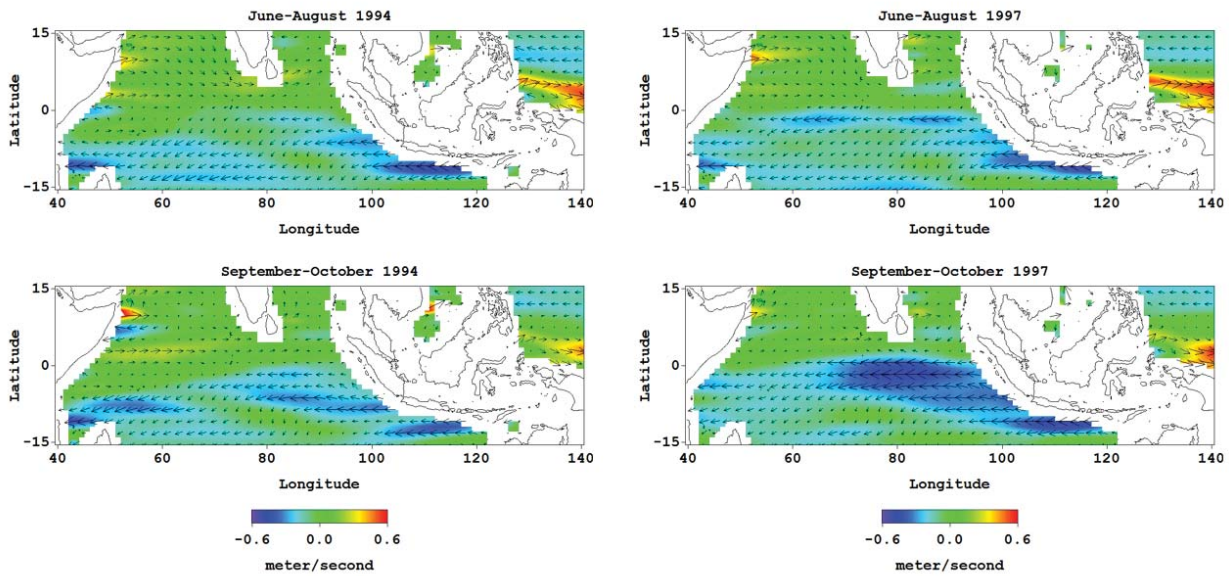 June-August 1994
15
0
-15
Latitude
40 60 80 100 120 140
Longitude
June-August 1997
15
0
-15
Latitude
40 60 80 100 120 140
Longitude
September-October 1994
15
0
-15
Latitude
40 60 80 100 120 140
Longitude
-0.6 0.0 0.6
meter/second
September-October 1997
15
0
-15
Latitude
40 60 80 100 120 140
Longitude
-0.6 0.0 0.6
meter/second